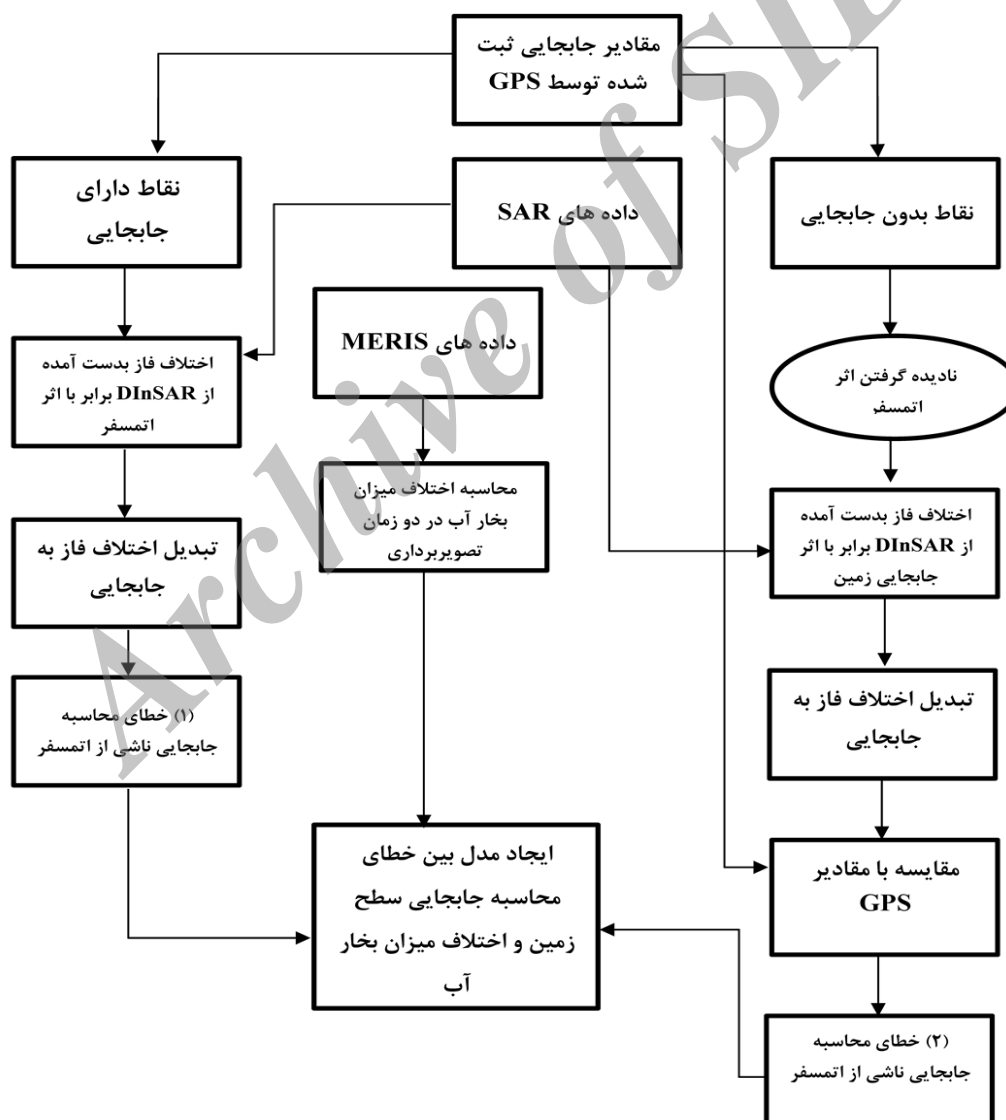 مقادیر جابجایی ثبت
شده توسط GPS
نقاط دارای
جابجایی
داده های SAR
نقاط بدون جابجایی
داده های MERIS
اختلاف فاز بدست آمده
از DInSAR برابر با اثر
اتمسفر
نادیده گرفتن اثر
اتمسفر
محاسبه اختلاف میزان
بخار آب در دو زمان
تصویربرداری
اختلاف فاز بدست آمده
از DInSAR برابر با اثر
جابجایی زمین
تبدیل اختلاف فاز به
جابجایی
(۱) خطای محاسبه
جابجایی ناشی از اتمسفر
تبدیل اختلاف فاز به
جابجایی
ایجاد مدل بین خطای
محاسبه جابجایی سطح
زمین و اختلاف میزان بخار
آب
مقایسه با مقادیر
GPS
(۲) خطای محاسبه
جابجایی ناشی از اتمسفر
Archive of SID